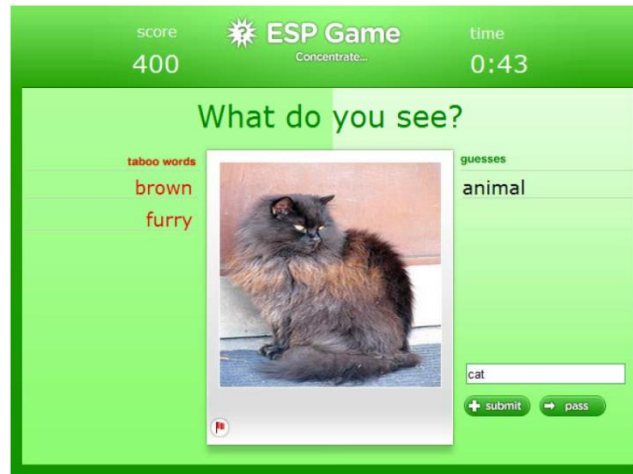 score
ESP Game
time
400
Concentrate...
0:43
What do you see?
taboo words
guesses
brown
animal
furry
cat
submit
pass